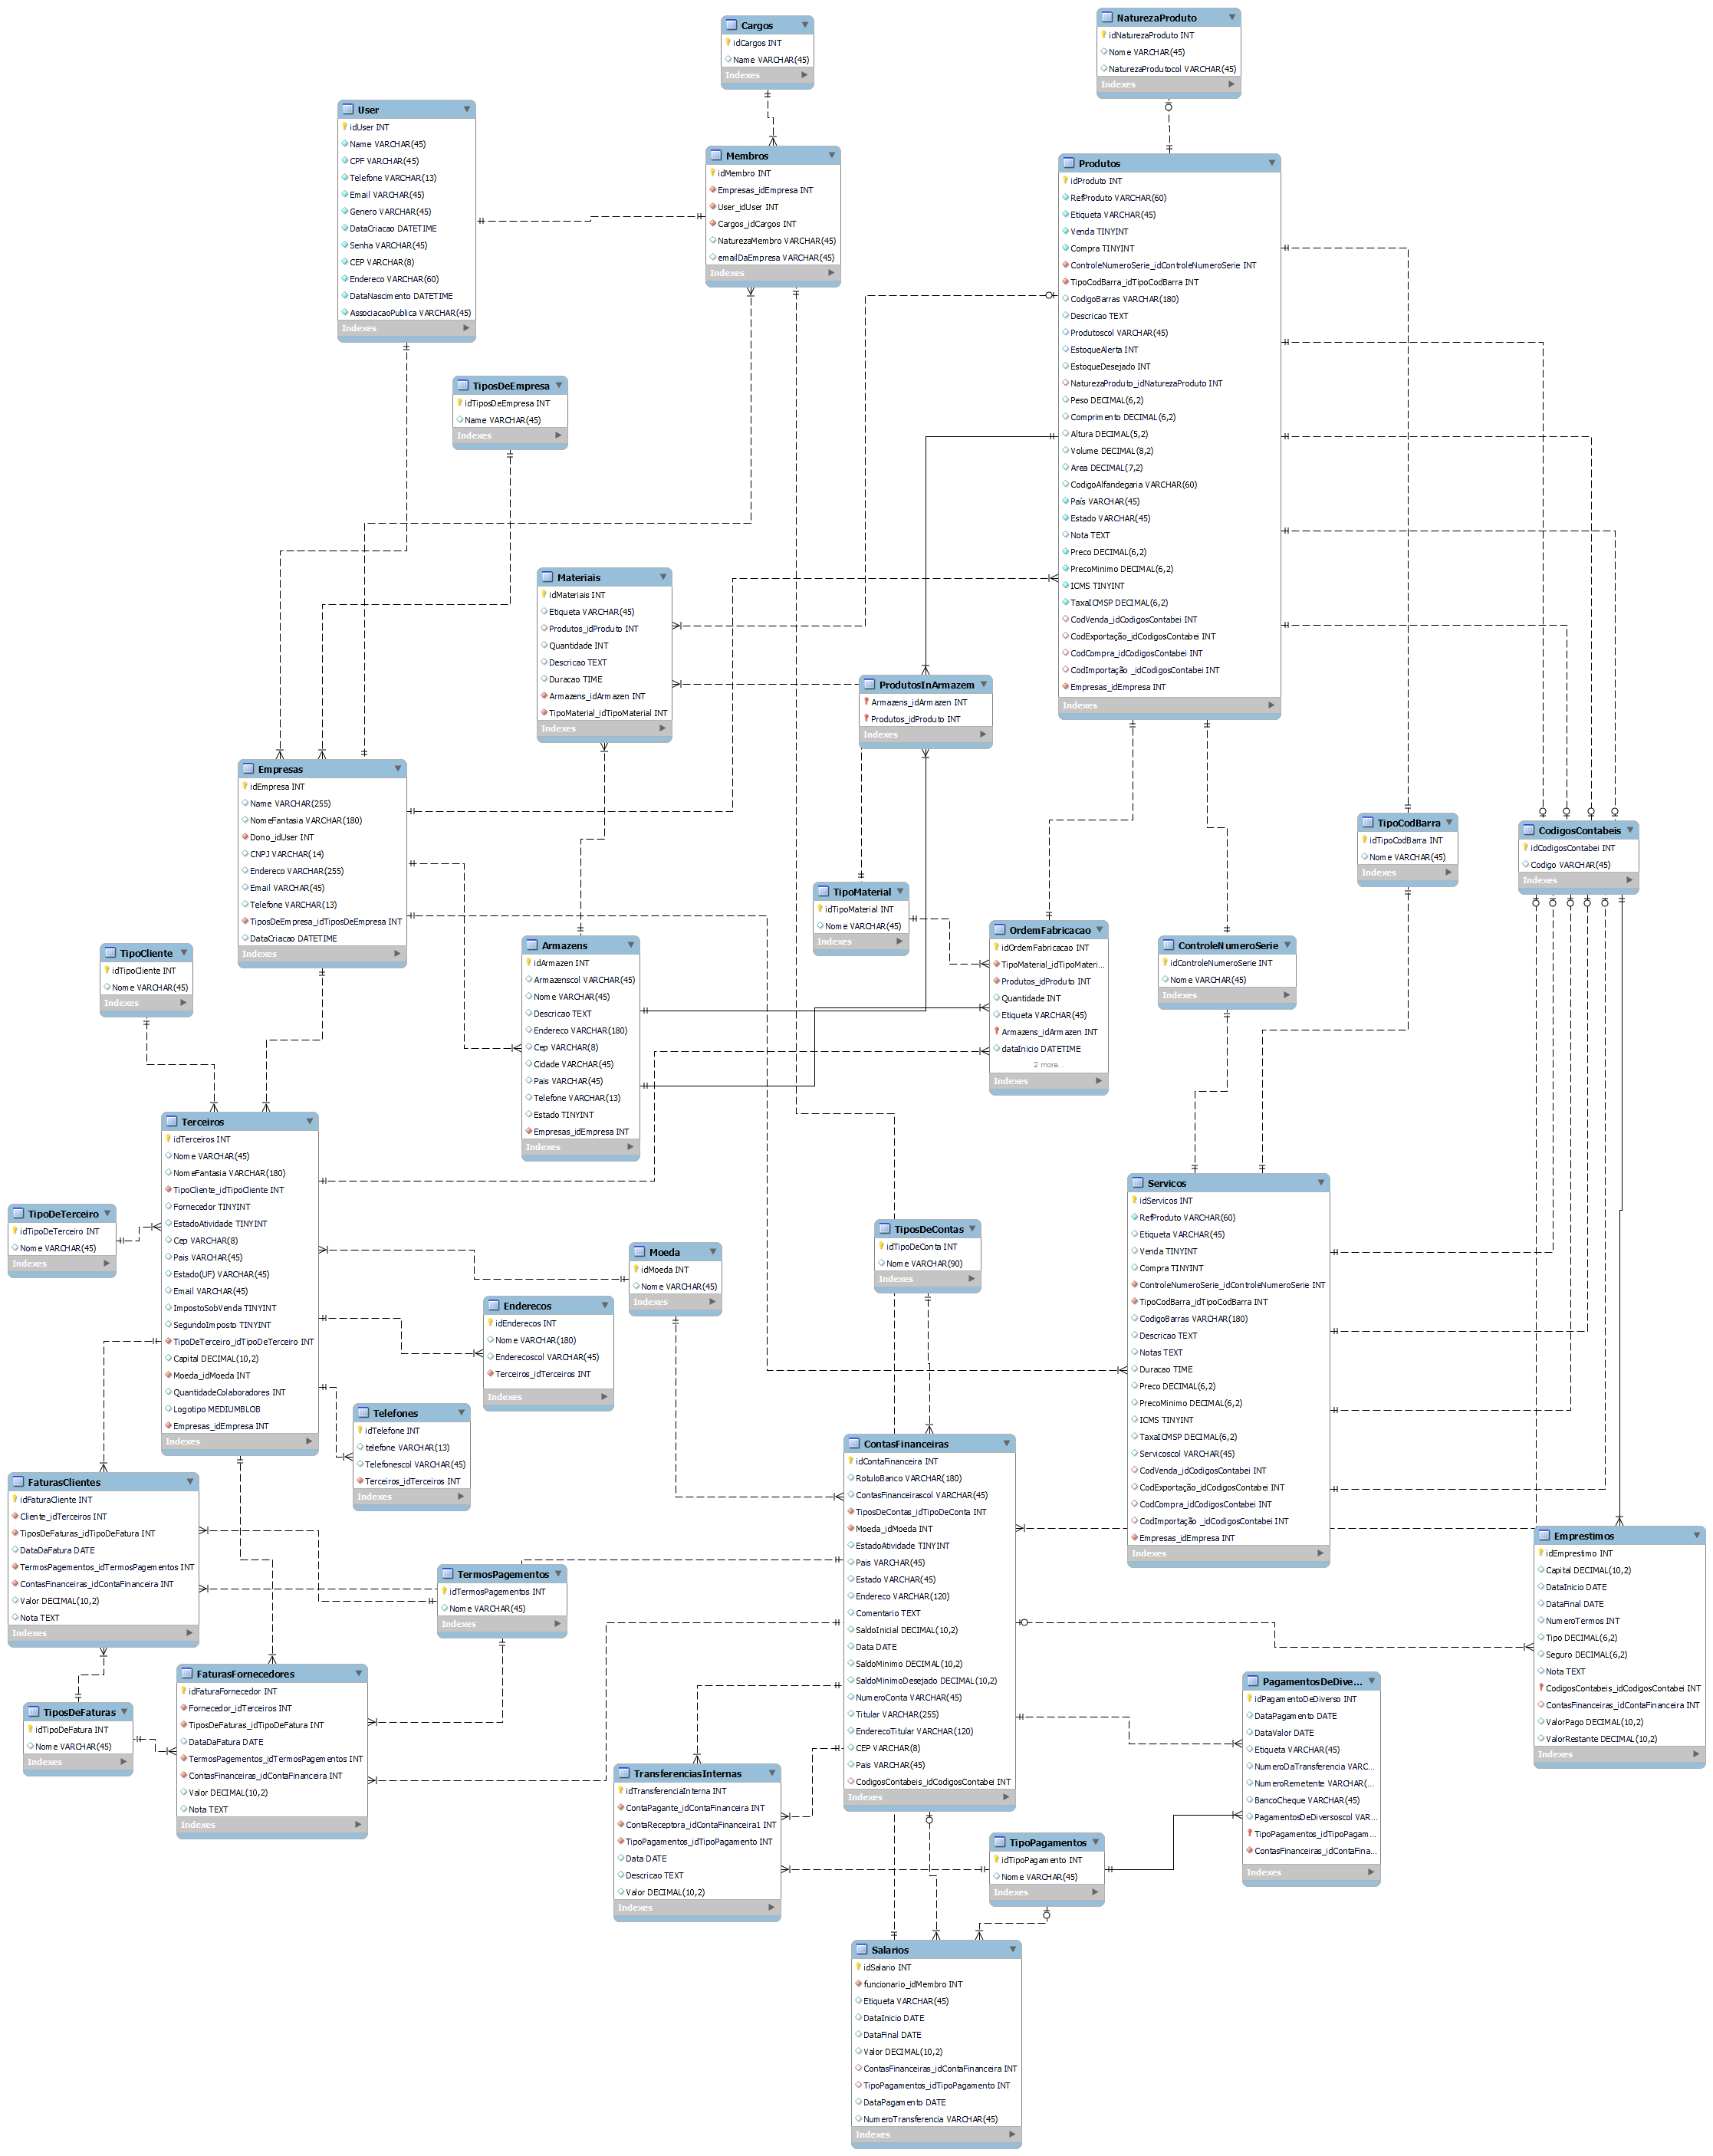 Cargos
idCargos INT
Name VARCHAR(45)
Indexes
NaturezaProduto
idNaturezaProduto INT
Nome VARCHAR(45)
NaturezaProdutocol VARCHAR(45)
Indexes
User
idUser INT
Name VARCHAR(45)
CPF VARCHAR(45)
Telefone VARCHAR(13)
Email VARCHAR(45)
Genero VARCHAR(45)
DataCriacao DATETIME
Senha VARCHAR(45)
CEP VARCHAR(8)
Endereco VARCHAR(60)
DataNascimento DATETIME
AssociacaoPublica VARCHAR(45)
Indexes
Membros
idMembro INT
Empresas_idEmpresa INT
User_idUser INT
Cargos_idCargos INT
NaturezaMembro VARCHAR(45)
emailDaEmpresa VARCHAR(45)
Indexes
Produtos
idProduto INT
RefProduto VARCHAR(60)
Etiqueta VARCHAR(45)
Venda TINYINT
Compra TINYINT
ControleNumeroSerie_idControleNumeroSerie INT
TipoCodBarra_idTipoCodBarra INT
CodigoBarras VARCHAR(180)
Descricao TEXT
Produtoscol VARCHAR(45)
EstoqueAlerta INT
EstoqueDesejado INT
NaturezaProduto_idNaturezaProduto INT
Peso DECIMAL(6,2)
Comprimento DECIMAL(6,2)
Altura DECIMAL(5,2)
Volume DECIMAL(8,2)
Area DECIMAL(7,2)
CodigoAlfandegaria VARCHAR(60)
País VARCHAR(45)
Estado VARCHAR(45)
Nota TEXT
Preco DECIMAL(6,2)
PrecoMinimo DECIMAL(6,2)
ICMS TINYINT
TaxaICMSP DECIMAL(6,2)
CodVenda_idCodigosContabei INT
CodExportação_idCodigosContabei INT
CodCompra_idCodigosContabei INT
CodImportação _idCodigosContabei INT
Empresas_idEmpresa INT
Indexes
TiposDeEmpresa
idTiposDeEmpresa INT
Name VARCHAR(45)
Indexes
Materiais
idMateriais INT
Etiqueta VARCHAR(45)
Produtos_idProduto INT
Quantidade INT
Descricao TEXT
Duracao TIME
Armazens_idArmazen INT
TipoMaterial_idTipoMaterial INT
Indexes
ProdutosInArmazem
Armazens_idArmazen INT
Produtos_idProduto INT
Indexes
Empresas
idEmpresa INT
Name VARCHAR(255)
NomeFantasia VARCHAR(180)
Dono_idUser INT
CNPJ VARCHAR(14)
Endereco VARCHAR(255)
Email VARCHAR(45)
Telefone VARCHAR(13)
TiposDeEmpresa_idTiposDeEmpresa INT
DataCriacao DATETIME
Indexes
TipoCodBarra
idTipoCodBarra INT
Nome VARCHAR(45)
Indexes
CodigosContabeis
idCodigosContabei INT
Codigo VARCHAR(45)
Indexes
TipoMaterial
idTipoMaterial INT
Nome VARCHAR(45)
Indexes
OrdemFabricacao
idOrdemFabricacao INT
TipoMaterial_idTipoMateri...
Produtos_idProduto INT
Quantidade INT
Etiqueta VARCHAR(45)
Armazens_idArmazen INT
dataInicio DATETIME
2 more...
Indexes
ControleNumeroSerie
idControleNumeroSerie INT
Nome VARCHAR(45)
Indexes
TipoCliente
idTipoCliente INT
Nome VARCHAR(45)
Indexes
Armazens
idArmazen INT
Armazenscol VARCHAR(45)
Nome VARCHAR(45)
Descricao TEXT
Endereco VARCHAR(180)
Cep VARCHAR(8)
Cidade VARCHAR(45)
Pais VARCHAR(45)
Telefone VARCHAR(13)
Estado TINYINT
Empresas_idEmpresa INT
Indexes
Terceiros
idTerceiros INT
Nome VARCHAR(45)
NomeFantasia VARCHAR(180)
TipoCliente_idTipoCliente INT
Fornecedor TINYINT
EstadoAtividade TINYINT
Cep VARCHAR(8)
Pais VARCHAR(45)
Estado(UF) VARCHAR(45)
Email VARCHAR(45)
ImpostoSobVenda TINYINT
SegundoImposto TINYINT
TipoDeTerceiro_idTipoDeTerceiro INT
Capital DECIMAL(10,2)
Moeda_idMoeda INT
QuantidadeColaboradores INT
Logotipo MEDIUMBLOB
Empresas_idEmpresa INT
Indexes
TipoDeTerceiro
idTipoDeTerceiro INT
Nome VARCHAR(45)
Indexes
Moeda
idMoeda INT
Nome VARCHAR(45)
Indexes
TiposDeContas
idTipoDeConta INT
Nome VARCHAR(90)
Indexes
Servicos
idServicos INT
RefProduto VARCHAR(60)
Etiqueta VARCHAR(45)
Venda TINYINT
Compra TINYINT
ControleNumeroSerie_idControleNumeroSerie INT
TipoCodBarra_idTipoCodBarra INT
CodigoBarras VARCHAR(180)
Descricao TEXT
Notas TEXT
Duracao TIME
Preco DECIMAL(6,2)
PrecoMinimo DECIMAL(6,2)
ICMS TINYINT
TaxaICMSP DECIMAL(6,2)
Servicoscol VARCHAR(45)
CodVenda_idCodigosContabei INT
CodExportação_idCodigosContabei INT
CodCompra_idCodigosContabei INT
CodImportação _idCodigosContabei INT
Empresas_idEmpresa INT
Indexes
Enderecos
idEnderecos INT
Nome VARCHAR(180)
Enderecoscol VARCHAR(45)
Terceiros_idTerceiros INT
Indexes
Telefones
idTelefone INT
telefone VARCHAR(13)
Telefonescol VARCHAR(45)
Terceiros_idTerceiros INT
Indexes
ContasFinanceiras
idContaFinanceira INT
RotuloBanco VARCHAR(180)
ContasFinanceirascol VARCHAR(45)
TiposDeContas_idTipoDeConta INT
Moeda_idMoeda INT
EstadoAtividade TINYINT
Pais VARCHAR(45)
Estado VARCHAR(45)
Endereco VARCHAR(120)
Comentario TEXT
SaldoInicial DECIMAL(10,2)
Data DATE
SaldoMinimo DECIMAL(10,2)
SaldoMinimoDesejado DECIMAL(10,2)
NumeroConta VARCHAR(45)
Titular VARCHAR(255)
EnderecoTitular VARCHAR(120)
CEP VARCHAR(8)
Pais VARCHAR(45)
CodigosContabeis_idCodigosContabei INT
Indexes
FaturasClientes
idFaturaCliente INT
Cliente_idTerceiros INT
TiposDeFaturas_idTipoDeFatura INT
DataDaFatura DATE
TermosPagementos_idTermosPagementos INT
ContasFinanceiras_idContaFinanceira INT
Valor DECIMAL(10,2)
Nota TEXT
Indexes
Emprestimos
idEmprestimo INT
Capital DECIMAL(10,2)
DataInicio DATE
DataFinal DATE
NumeroTermos INT
Tipo DECIMAL(6,2)
Seguro DECIMAL(6,2)
Nota TEXT
CodigosContabeis_idCodigosContabei INT
ContasFinanceiras_idContaFinanceira INT
ValorPago DECIMAL(10,2)
ValorRestante DECIMAL(10,2)
Indexes
TermosPagementos
idTermosPagementos INT
Nome VARCHAR(45)
Indexes
FaturasFornecedores
idFaturaFornecedor INT
Fornecedor_idTerceiros INT
TiposDeFaturas_idTipoDeFatura INT
DataDaFatura DATE
TermosPagementos_idTermosPagementos INT
ContasFinanceiras_idContaFinanceira INT
Valor DECIMAL(10,2)
Nota TEXT
Indexes
TiposDeFaturas
idTipoDeFatura INT
Nome VARCHAR(45)
Indexes
PagamentosDeDive...
idPagamentoDeDiverso INT
DataPagamento DATE
DataValor DATE
Etiqueta VARCHAR(45)
NumeroDaTransferencia VARC...
NumeroRemetente VARCHAR(...
BancoCheque VARCHAR(45)
PagamentosDeDiversoscol VAR...
TipoPagamentos_idTipoPagam...
ContasFinanceiras_idContaFina...
Indexes
TransferenciasInternas
idTransferenciaInterna INT
ContaPagante_idContaFinanceira INT
ContaReceptora_idContaFinanceira1 INT
TipoPagamentos_idTipoPagamento INT
Data DATE
Descricao TEXT
Valor DECIMAL(10,2)
Indexes
TipoPagamentos
idTipoPagamento INT
Nome VARCHAR(45)
Indexes
Salarios
idSalario INT
funcionario_idMembro INT
Etiqueta VARCHAR(45)
DataInicio DATE
DataFinal DATE
Valor DECIMAL(10,2)
ContasFinanceiras_idContaFinanceira INT
TipoPagamentos_idTipoPagamento INT
DataPagamento DATE
NumeroTransferencia VARCHAR(45)
Indexes